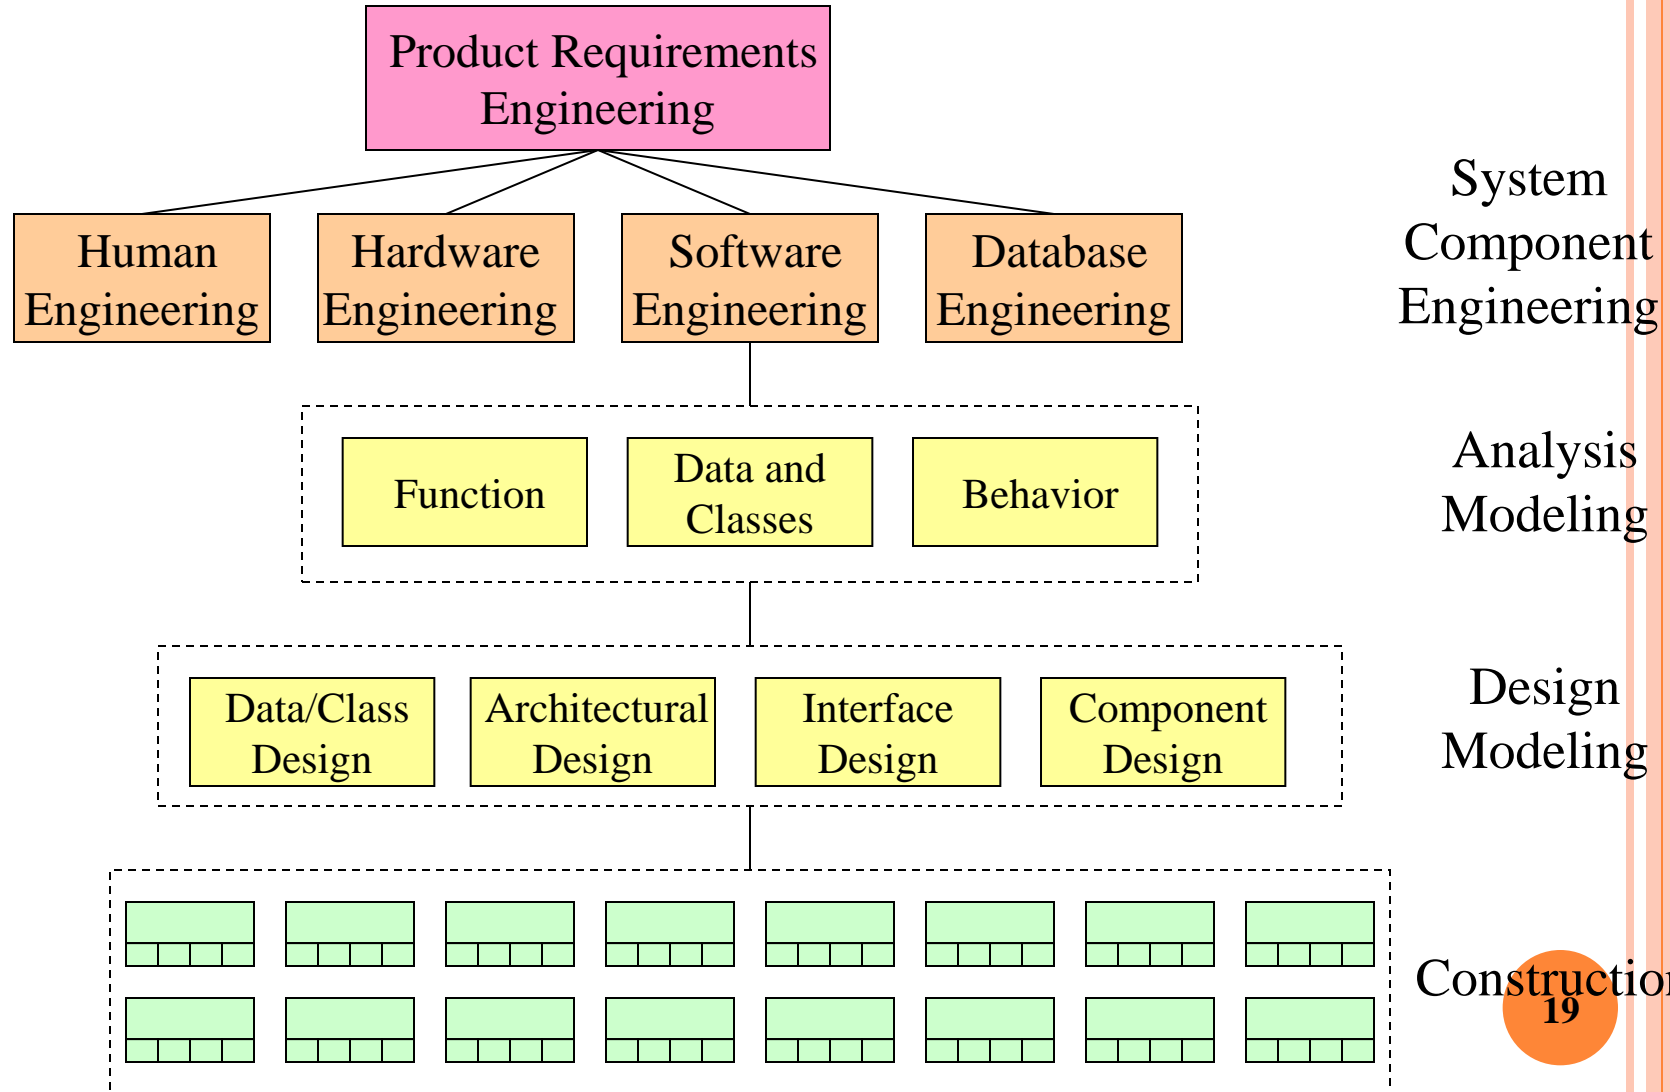 Product Requirements
Engineering
System
Component
Engineering
Human
Engineering
Hardware
Engineering
Software
Engineering
Database
Engineering
Analysis
Modeling
Function
Data and
Classes
Behavior
Design
Modeling
Data/Class
Design
Architectural
Design
Interface
Design
Component
Design
Construction
19